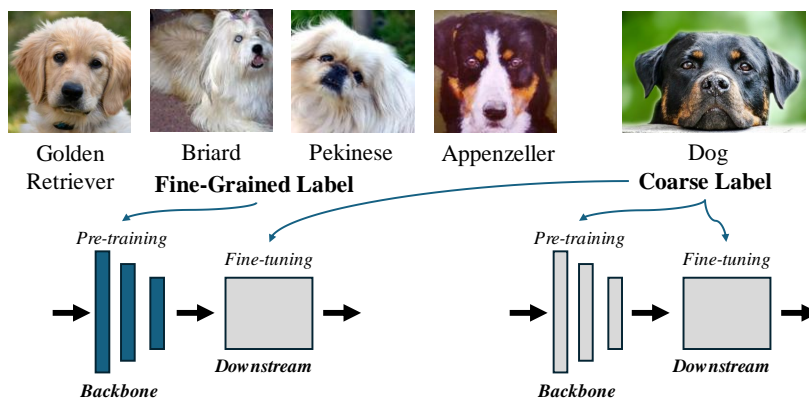 Golden
Retriever
Briard
Pekinese
Appenzeller
Dog
Fine-Grained Label
Coarse Label
Pre-training
Fine-tuning
Pre-training
Fine-tuning
Downstream
Downstream
Backbone
Backbone